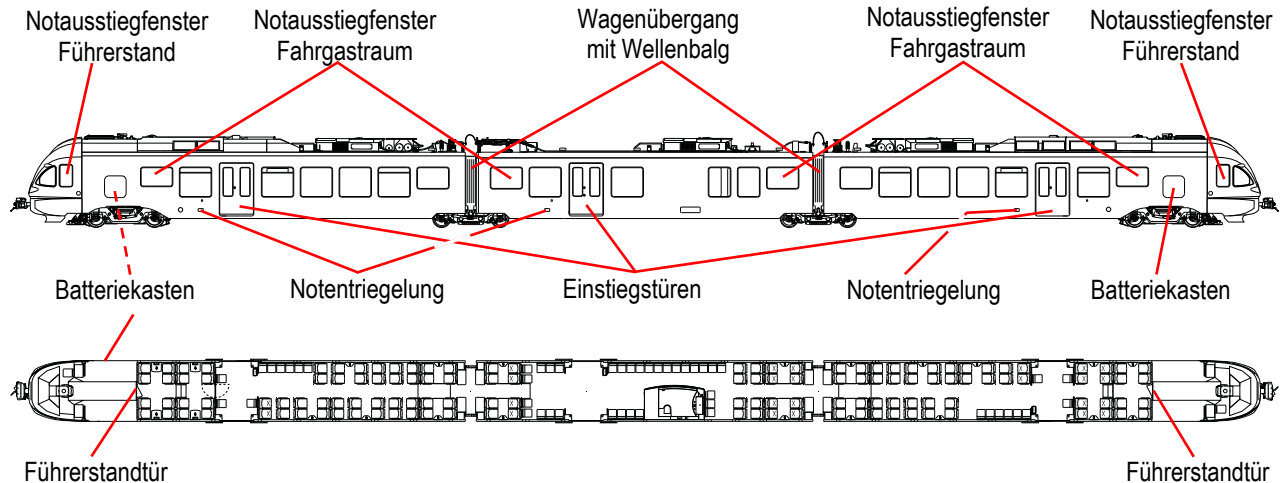 Notausstiegfenster
Führerstand
Notausstiegfenster
Fahrgastraum
Wagenübergang
mit Wellenbalg
Notausstiegfenster
Fahrgastraum
Notausstiegfenster
Führerstand
Batteriekasten
Notentriegelung
Einstiegstüren
Notentriegelung
Batteriekasten
Führerstandtür
Führerstandtür